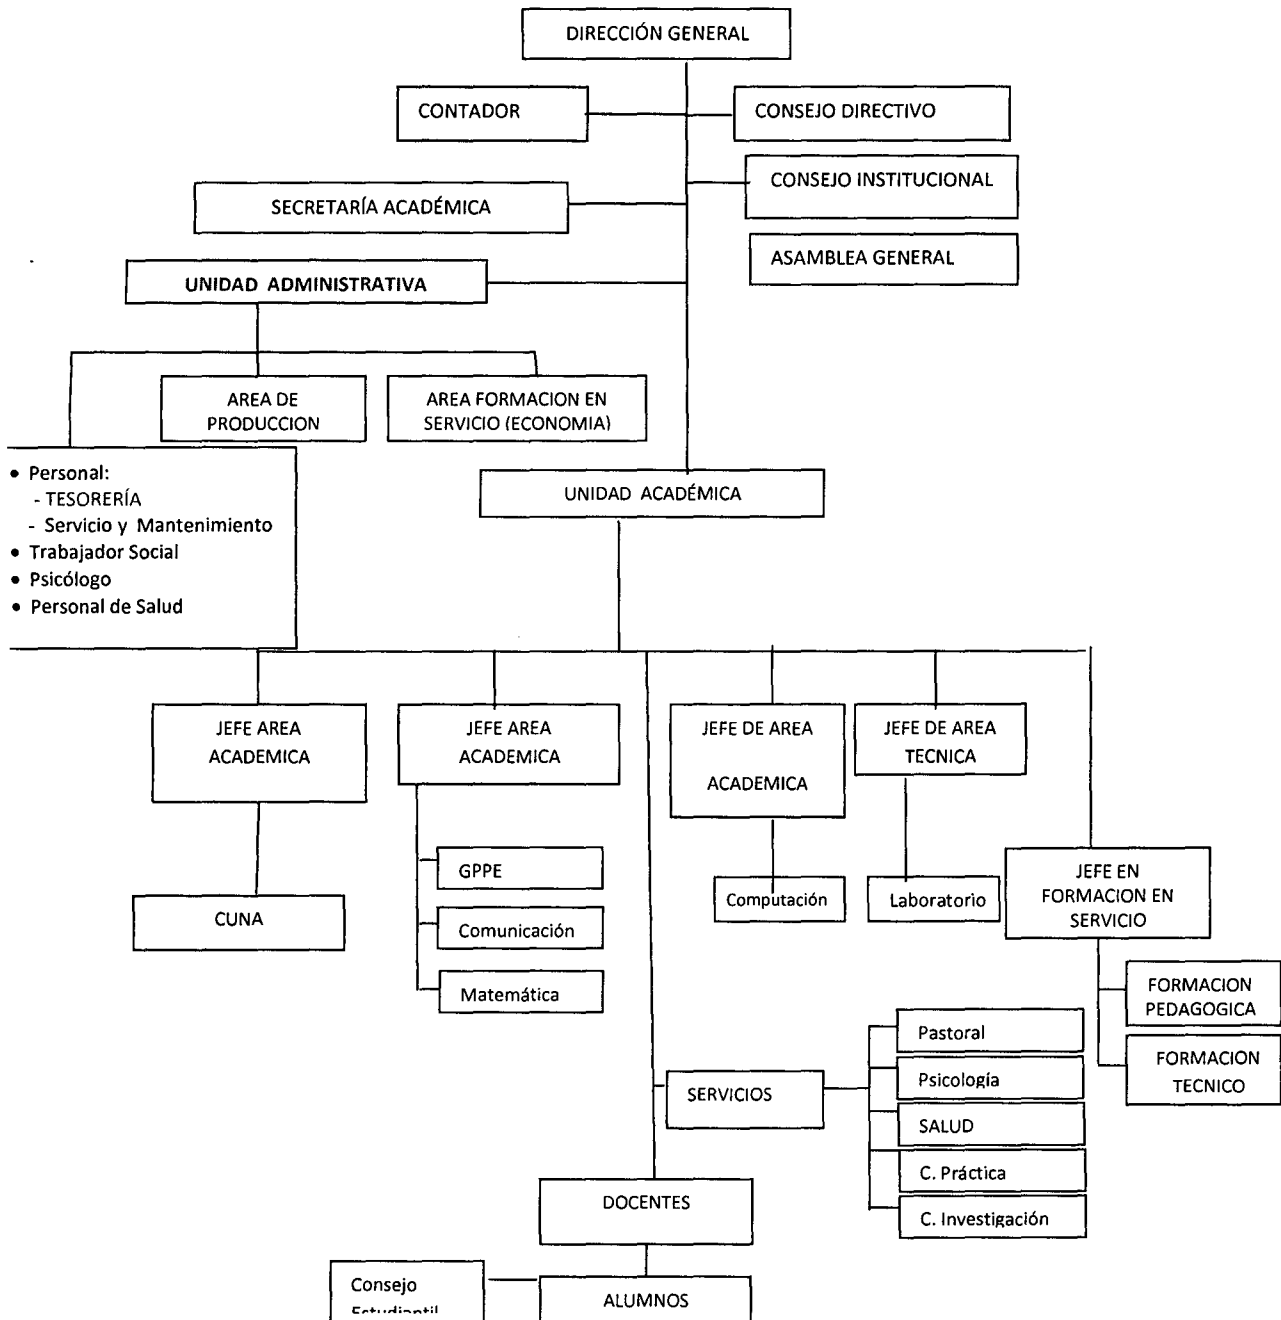 DIRECCIÓN GENERAL
CONTADOR
CONSEJO DIRECTIVO
CONSEJO INSTITUCIONAL
SECRETARÍA ACADÉMICA
ASAMBLEA GENERAL
UNIDAD ADMINISTRATIVA
AREA DE
PRODUCCION
AREA FORMACION EN
SERVICIO (ECONOMIA)
• Personal:
- TESORERÍA
- Servicio y Mantenimiento
• Trabajador Social
• Psicólogo
• Personal de Salud
UNIDAD ACADÉMICA
JEFE AREA
ACADEMICA
JEFE AREA
ACADEMICA
JEFE DE AREA
ACADEMICA
JEFE DE AREA
TECNICA
CUNA
GPPE
Comunicación
Matemática
Computación
Laboratorio
JEFE EN
FORMACION EN
SERVICIO
FORMACION
PEDAGOGICA
FORMACION
TECNICO
SERVICIOS
Pastoral
Psicología
SALUD
C. Práctica
C. Investigación
DOCENTES
Consejo
Estudiantil
ALUMNOS